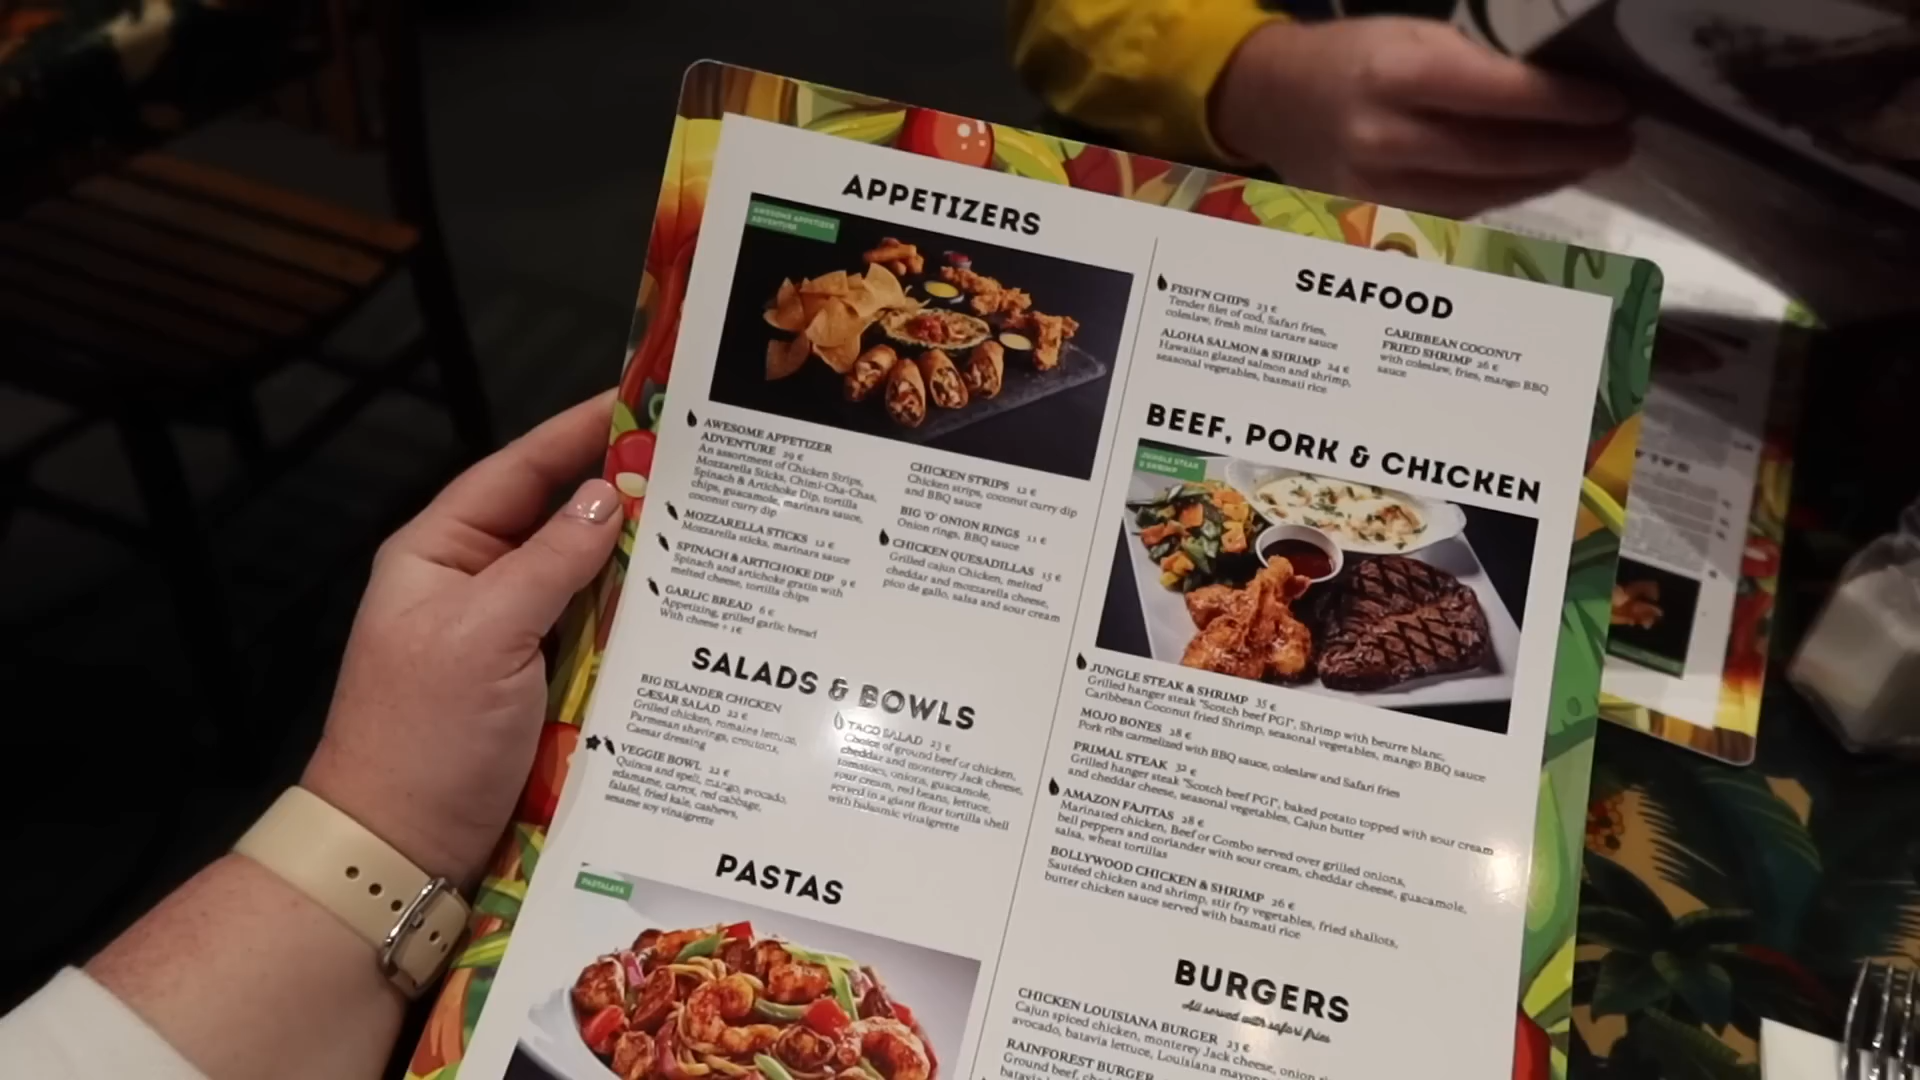 APPETIZERS
AWESOME APPETIZER
ADVENTURE
AWESOME APPETIZER
ADVENTURE 29 €
An assortment of Chicken Strips,
Mozzarella Sticks, Chimi-Cha-Chas,
Spinach & Artichoke Dip, tortilla
chips, guacamole, marinara sauce,
coconut curry dip
MOZZARELLA STICKS 12 €
Mozzarella sticks, marinara sauce
SPINACH & ARTICHOKE DIP 9 €
Spinach and artichoke gratin with
melted cheese, tortilla chips
GARLIC BREAD 6 €
Appetizing, grilled garlic bread
With cheese + 1€
CHICKEN STRIPS 12 €
Chicken strips, coconut curry dip
and BBQ sauce
BIG 'O' ONION RINGS 11 €
Onion rings, BBQ sauce
CHICKEN QUESADILLAS 15 €
Grilled cajun Chicken, melted
cheddar and mozzarella cheese,
pico de gallo, salsa and sour cream
SALADS & BOWLS
BIG ISLANDER CHICKEN
CÆSAR SALAD 22 €
Grilled chicken, romaine lettuce,
Parmesan shavings, croutons,
Caesar dressing
VEGGIE BOWL 22 €
Quinoa and spelt, mango, avocado,
edamame, carrot, red cabbage,
falafel, fried kale, cashews,
sesame soy vinaigrette
TACO SALAD 23 €
Choice of ground beef or chicken,
cheddar and monterey Jack cheese,
tomatoes, onions, guacamole,
sour cream, red beans, lettuce,
served in a giant flour tortilla shell
with balsamic vinaigrette
PASTAS
PASTALAYA
SEAFOOD
FISH'N CHIPS 23 €
Tender filet of cod, Safari fries,
coleslaw, fresh mint tartare sauce
ALOHA SALMON & SHRIMP 24 €
Hawaiian glazed salmon and shrimp,
seasonal vegetables, basmati rice
CARIBBEAN COCONUT
FRIED SHRIMP 26 €
with coleslaw, fries, mango BBQ
sauce
BEEF, PORK & CHICKEN
JUNGLE STEAK
& SHRIMP
JUNGLE STEAK & SHRIMP 35 €
Grilled hanger steak "Scotch beef PGI", Shrimp with beurre blanc,
Caribbean Coconut fried Shrimp, seasonal vegetables, mango BBQ sauce
MOJO BONES 28 €
Pork ribs carmelized with BBQ sauce, coleslaw and Safari fries
PRIMAL STEAK 32 €
Grilled hanger steak "Scotch beef PGI", baked potato topped with sour cream
and cheddar cheese, seasonal vegetables, Cajun butter
AMAZON FAJITAS 28 €
Marinated chicken, Beef or Combo served over grilled onions,
bell peppers and coriander with sour cream, cheddar cheese, guacamole,
salsa, wheat tortillas
BOLLYWOOD CHICKEN & SHRIMP 26 €
Sautéed chicken and shrimp, stir fry vegetables, fried shallots,
butter chicken sauce served with basmati rice
BURGERS
All served with safari fries
CHICKEN LOUISIANA BURGER 23 €
Cajun spiced chicken, monterey Jack cheese, onion
avocado, batavia lettuce, Louisiana
RAINFOREST BURGER
Ground beef,